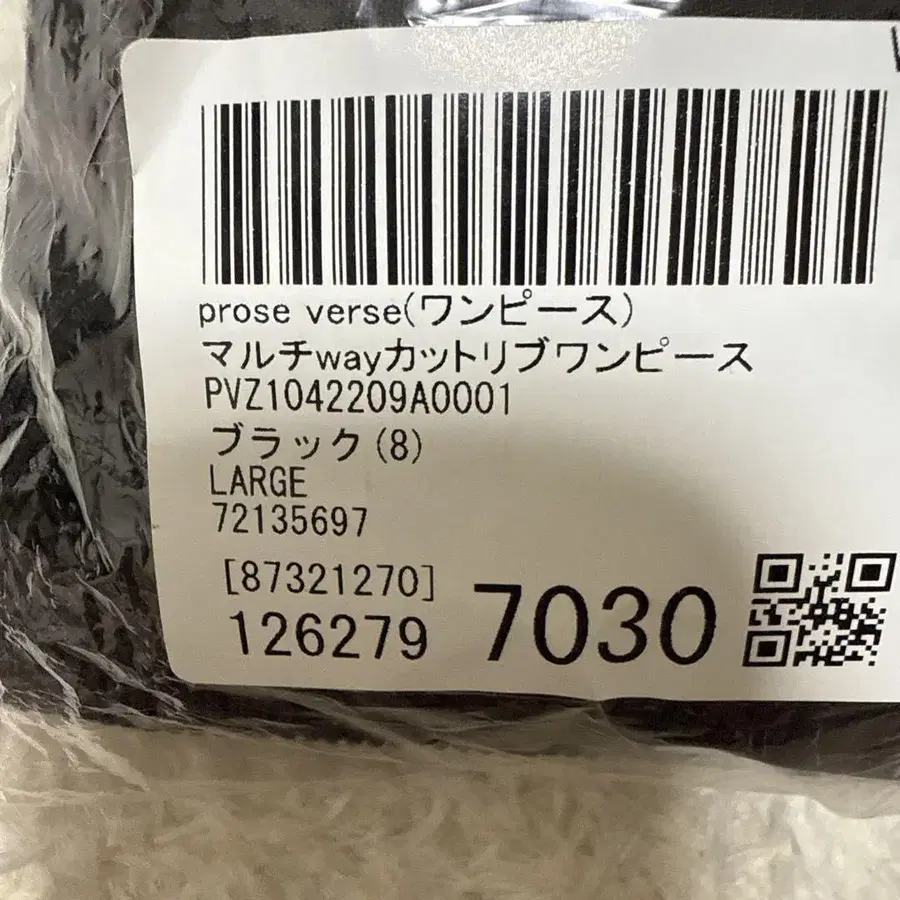 prose verse(ワンピース)
マルチwayカットリブワンピース
PVZ1042209A0001
ブラック(8)
LARGE
72135697
[87321270]
126279 7030